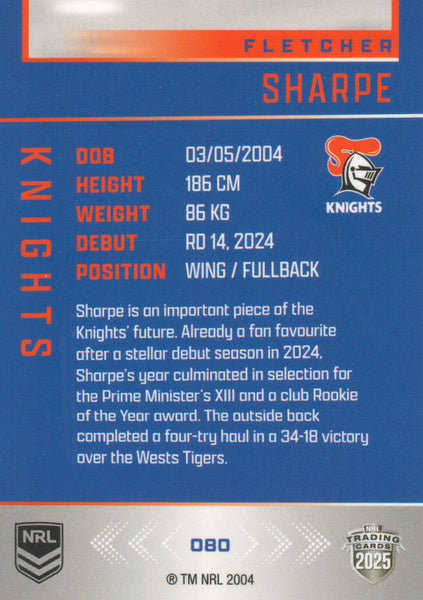 FLETCHER
SHARPE
KNIGHTS
DOB 03/05/2004
HEIGHT 186 CM
WEIGHT 86 KG
DEBUT RD 14, 2024
POSITION WING / FULLBACK
KNIGHTS
Sharpe is an important piece of the
Knights' future. Already a fan favourite
after a stellar debut season in 2024,
Sharpe's year culminated in selection for
the Prime Minister's XIII and a club Rookie
of the Year award. The outside back
completed a four-try haul in a 34-18 victory
over the Wests Tigers.
NRL
080
NRL
TRADING
CARDS
2025
® TM NRL 2004